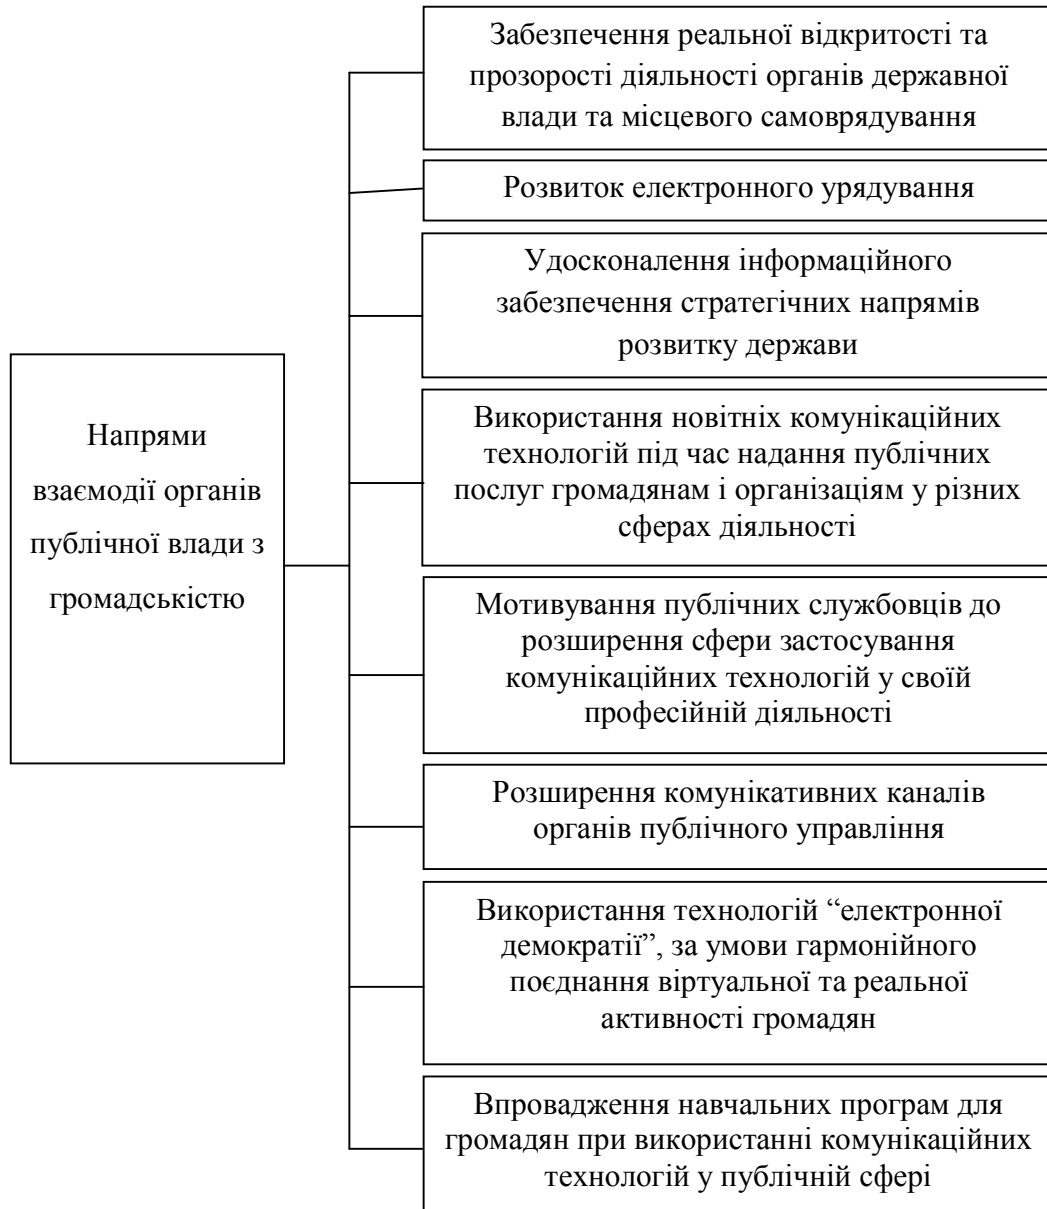 Напрями
взаємодії органів
публічної влади з
громадськістю
Забезпечення реальної відкритості та
прозорості діяльності органів державної
влади та місцевого самоврядування
Розвиток електронного урядування
Удосконалення інформаційного
забезпечення стратегічних напрямів
розвитку держави
Використання новітніх комунікаційних
технологій під час надання публічних
послуг громадянам і організаціям у різних
сферах діяльності
Мотивування публічних службовців до
розширення сфери застосування
комунікаційних технологій у своїй
професійній діяльності
Розширення комунікативних каналів
органів публічного управління
Використання технологій “електронної
демократії”, за умови гармонійного
поєднання віртуальної та реальної
активності громадян
Впровадження навчальних програм для
громадян при використанні комунікаційних
технологій у публічній сфері